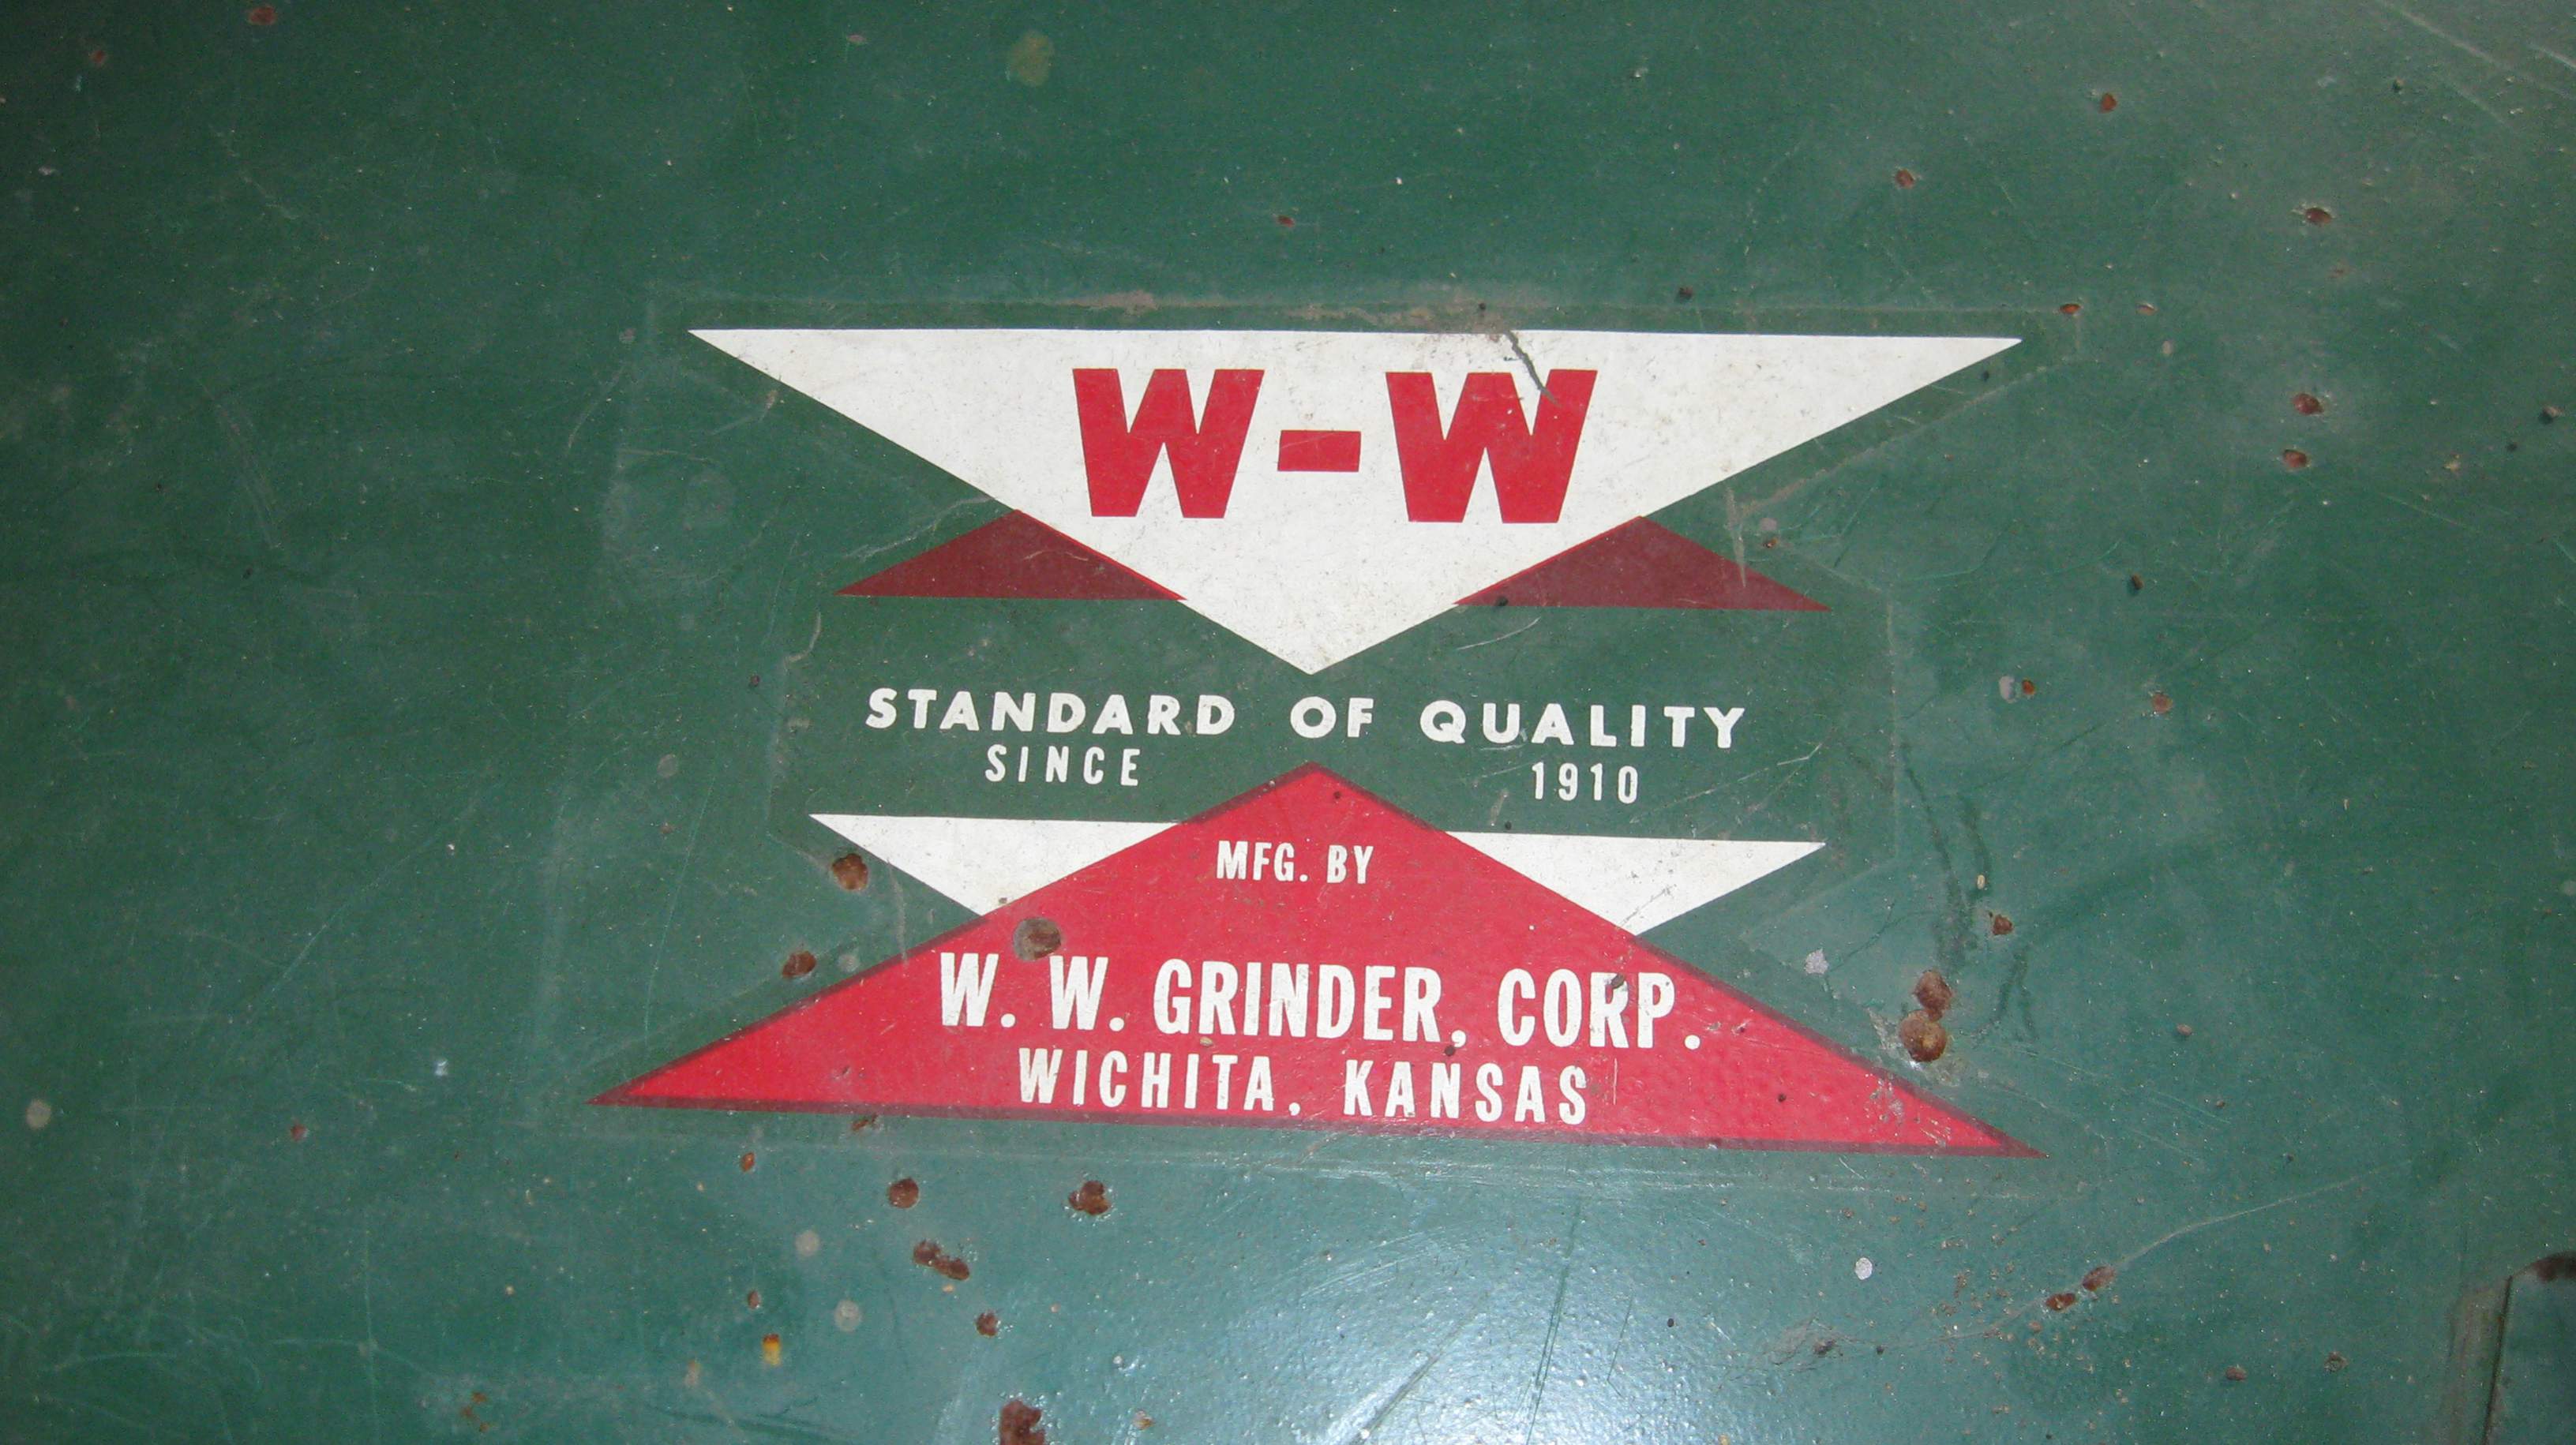 W-W
STANDARD OF QUALITY
SINCE 1910
MFG. BY
W. W. GRINDER, CORP.
WICHITA, KANSAS